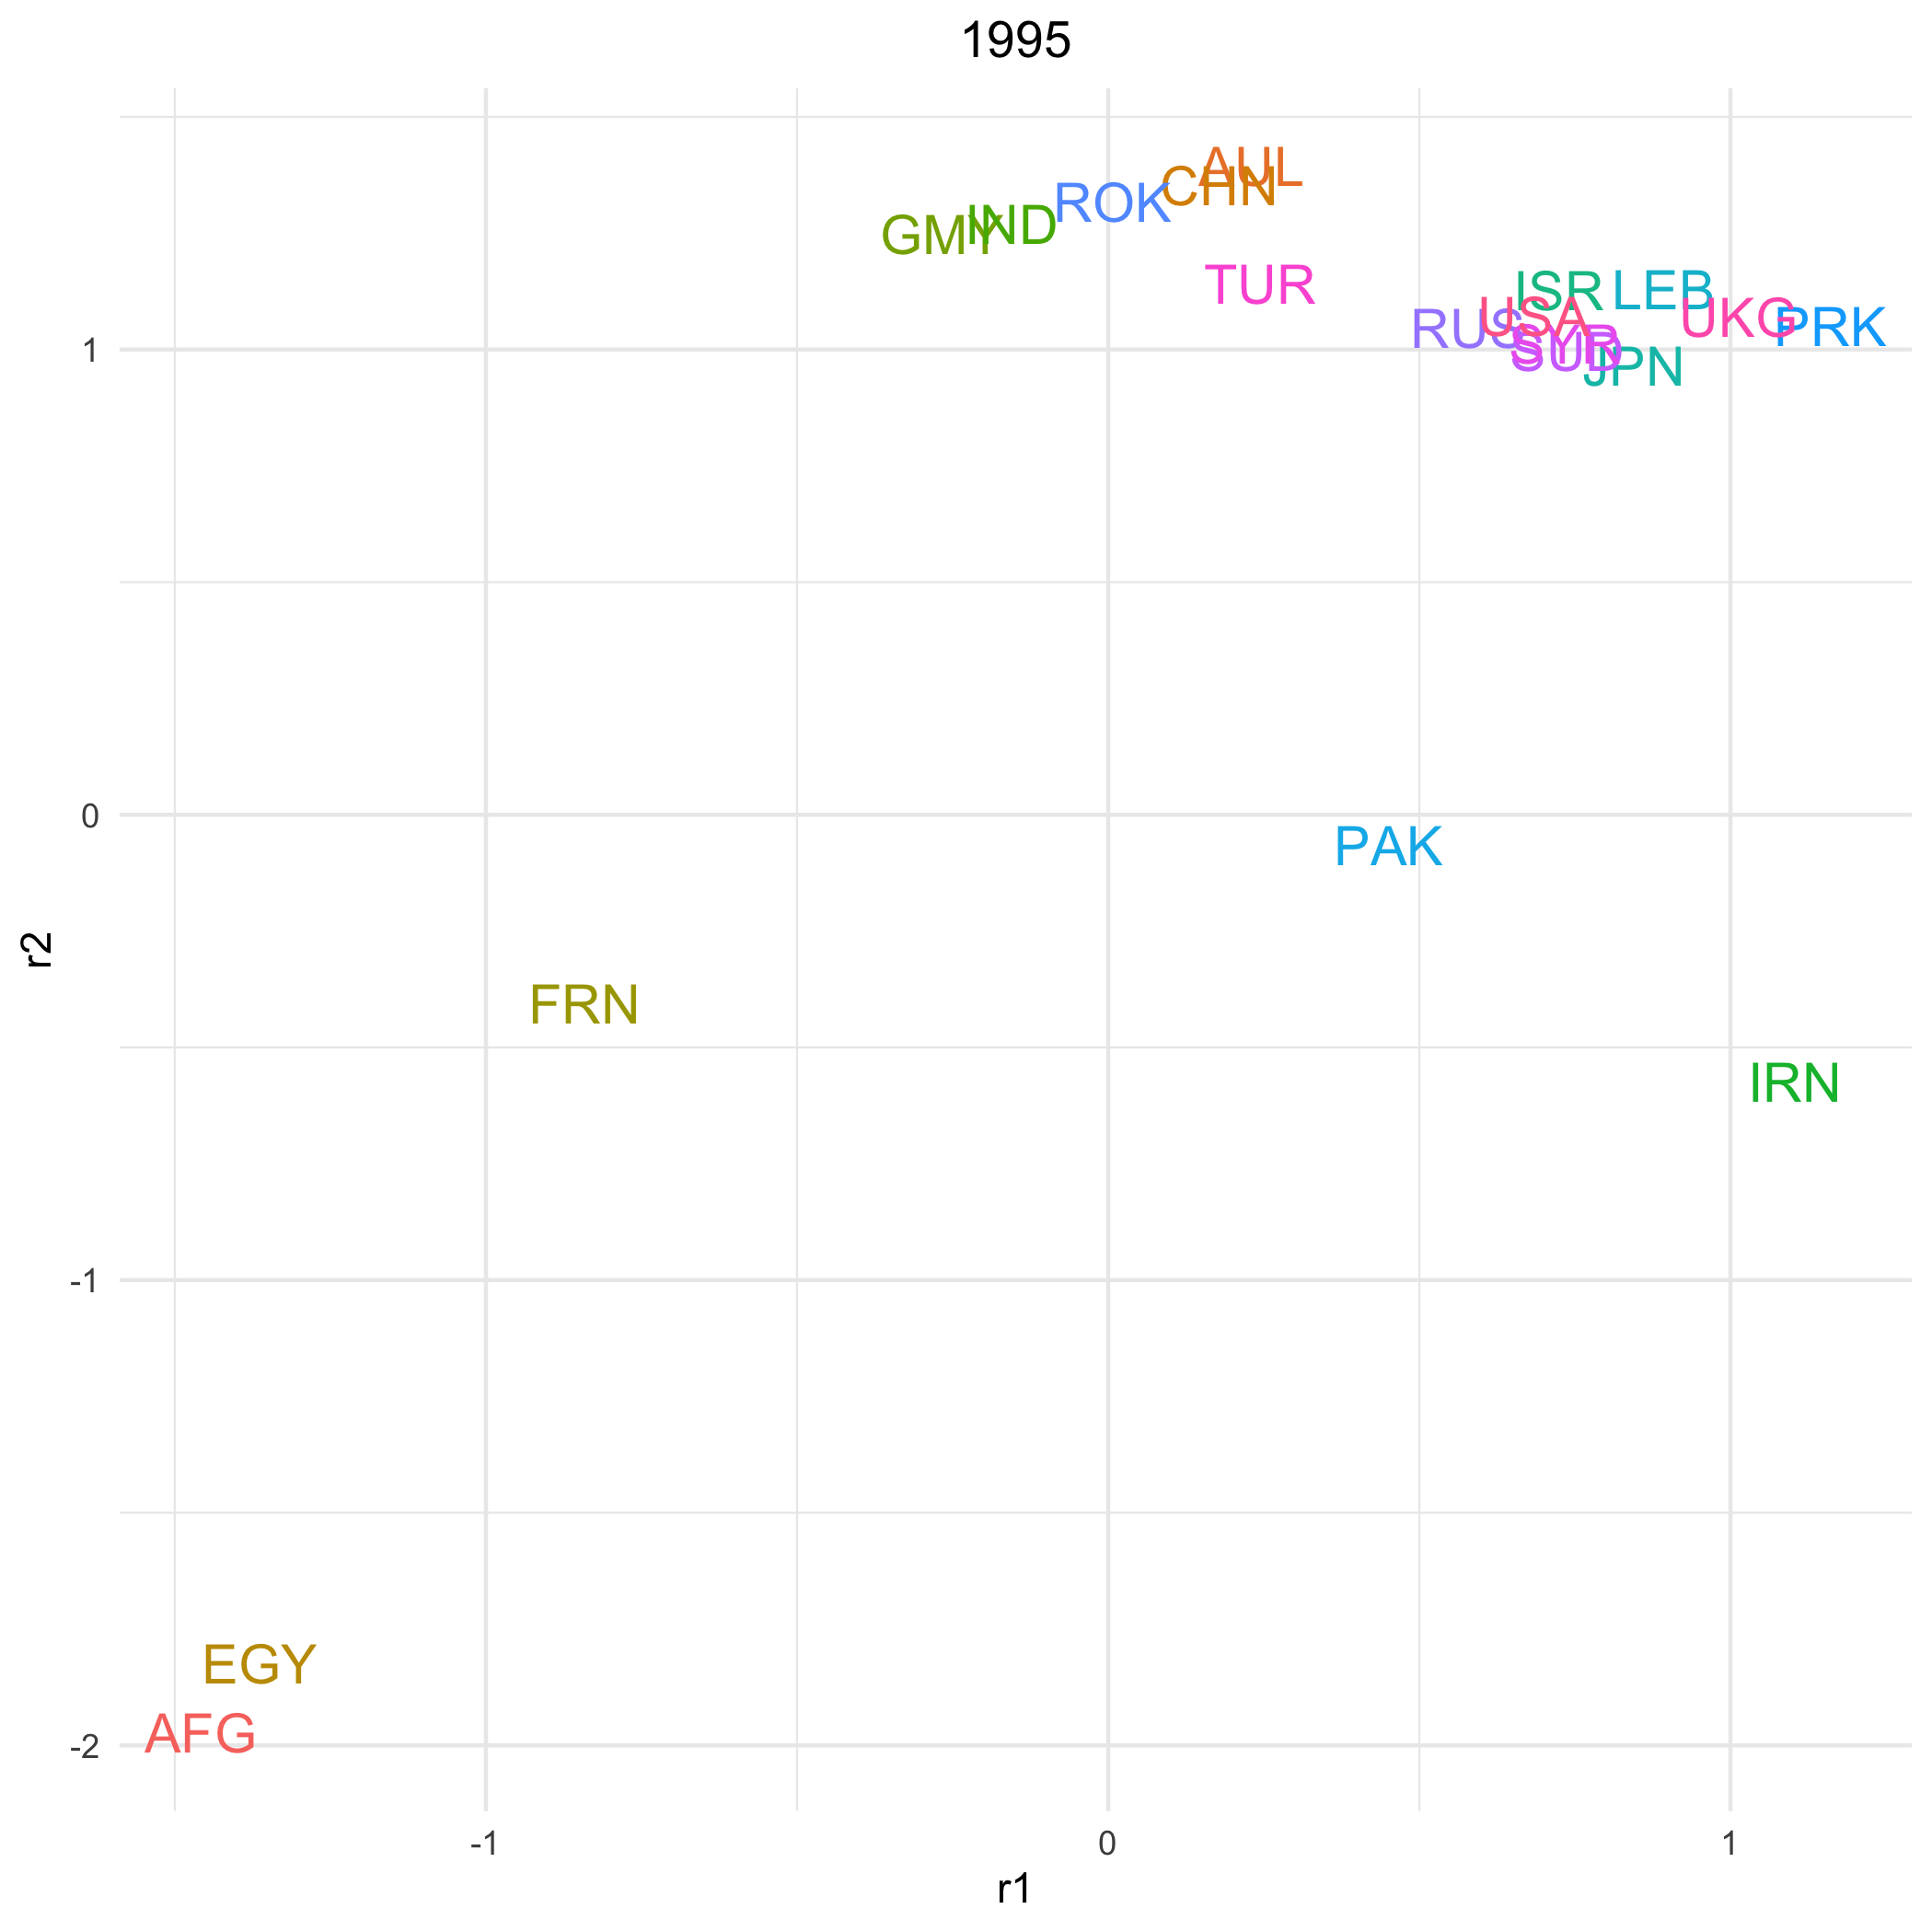 1995
AUL
CHN
ROK
IND
GMY
TUR
ISR
LEB
USA
UKG
PRK
RUS
SYR
SUD
JPN
1
0
PAK
r2
FRN
IRN
-1
EGY
AFG
-2
-1
0
1
r1